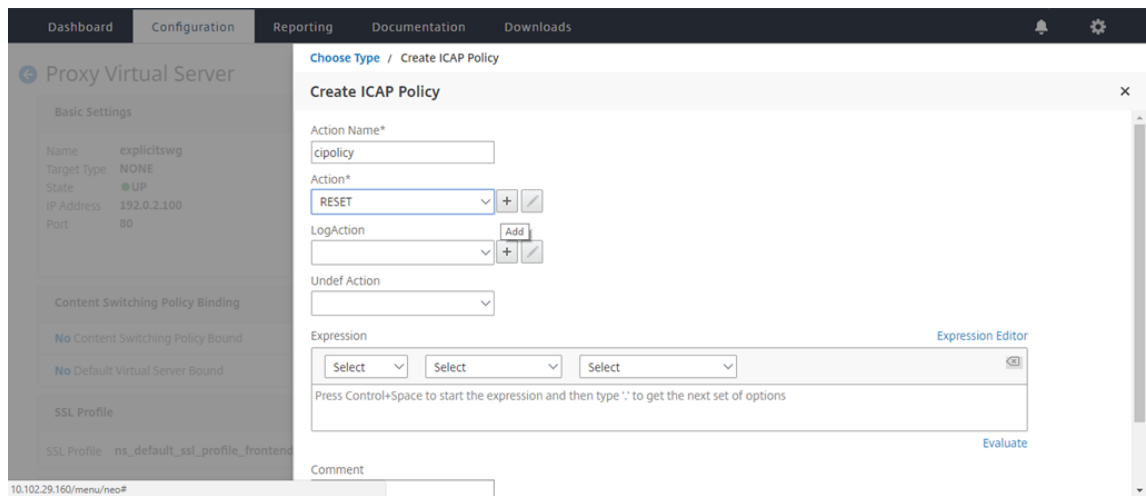 Dashboard Configuration Reporting Documentation Downloads
Proxy Virtual Server
Basic Settings
Name explicitswg
Target Type NONE
State UP
IP Address 192.0.2.100
Port 80
Content Switching Policy Binding
No Content Switching Policy Bound
No Default Virtual Server Bound
SSL Profile
SSL Profile ns_default_ssl_profile_frontend
10.102.29.160/menu/neo#
Choose Type / Create ICAP Policy
Create ICAP Policy
Action Name*
cipolicy
Action*
RESET
Add
LogAction
Undef Action
Expression Expression Editor
Select Select Select
Press Control+Space to start the expression and then type '.' to get the next set of options
Evaluate
Comment